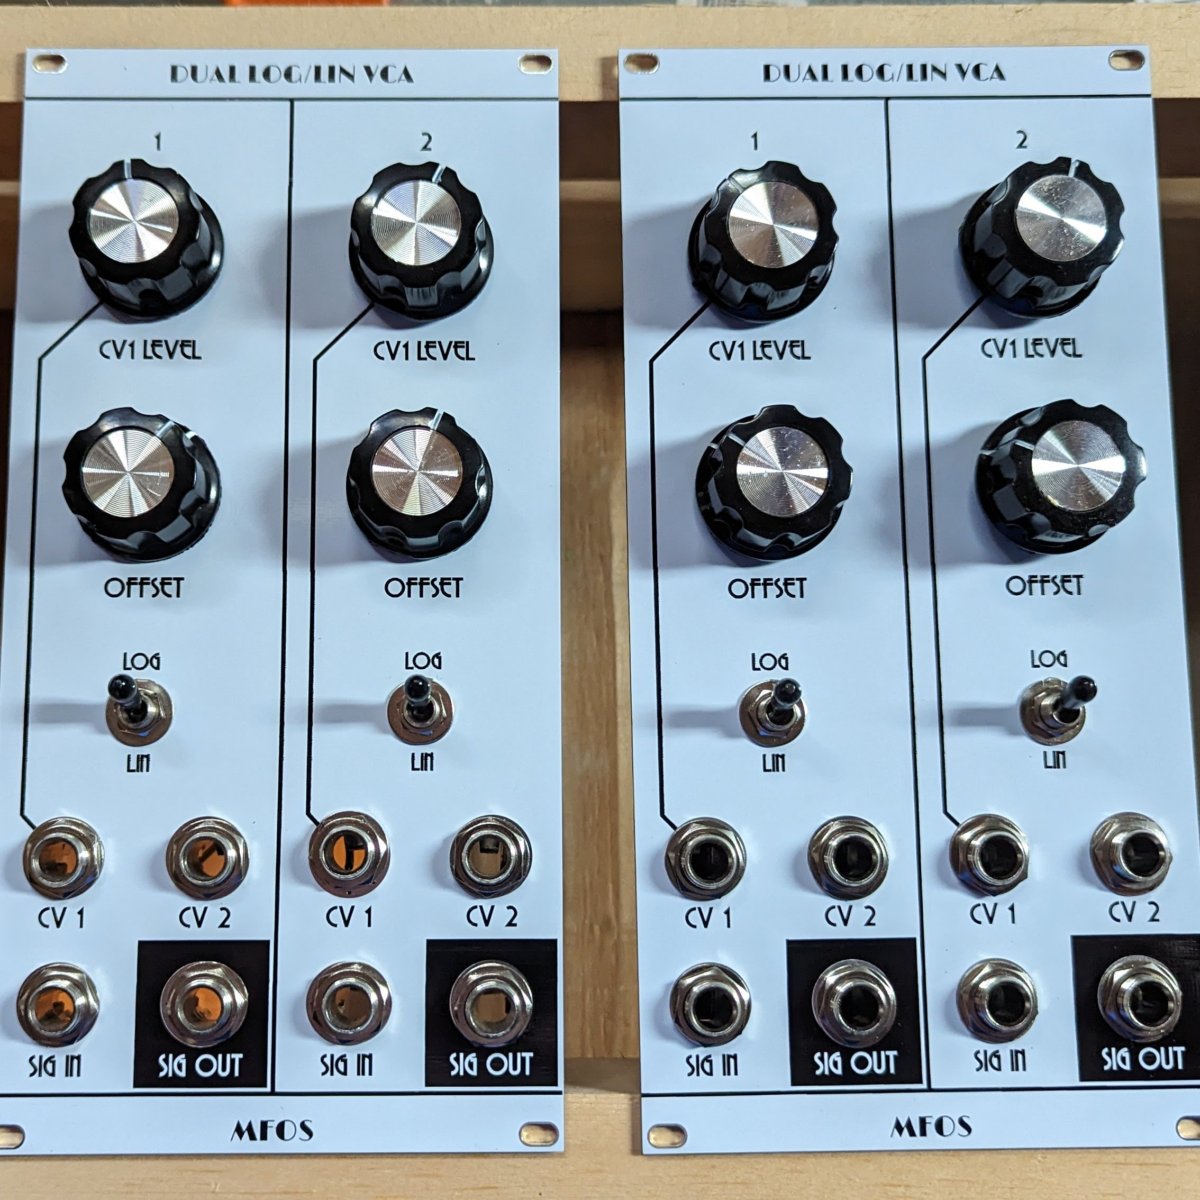 DUAL LOG/LIN VCA
1 2
CV1 LEVEL CV1 LEVEL
OFFSET OFFSET
LOG LOG
LIN LIN
CV 1 CV 2 CV 1 CV 2
SIG IN SIG OUT SIG IN SIG OUT
MFOS
DUAL LOG/LIN VCA
1 2
CV1 LEVEL CV1 LEVEL
OFFSET OFFSET
LOG LOG
LIN LIN
CV 1 CV 2 CV 1 CV 2
SIG IN SIG OUT SIG IN SIG OUT
MFOS